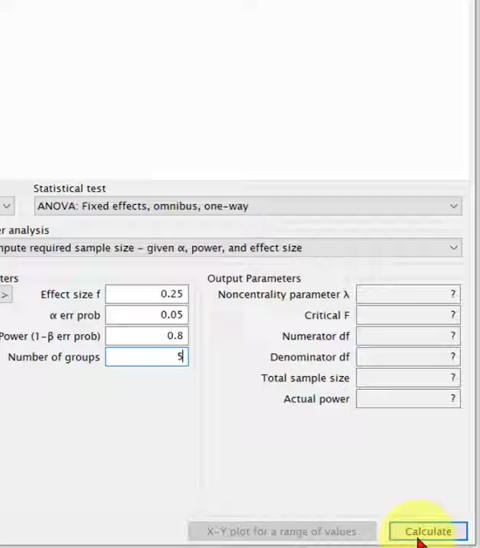 Statistical test
ANOVA: Fixed effects, omnibus, one-way
er analysis
mpute required sample size – given α, power, and effect size
ters
Output Parameters
> Effect size f 0.25 Noncentrality parameter λ ?
α err prob 0.05 Critical F ?
Power (1-β err prob) 0.8 Numerator df ?
Number of groups 5 Denominator df ?
Total sample size ?
Actual power ?
X-Y plot for a range of values Calculate